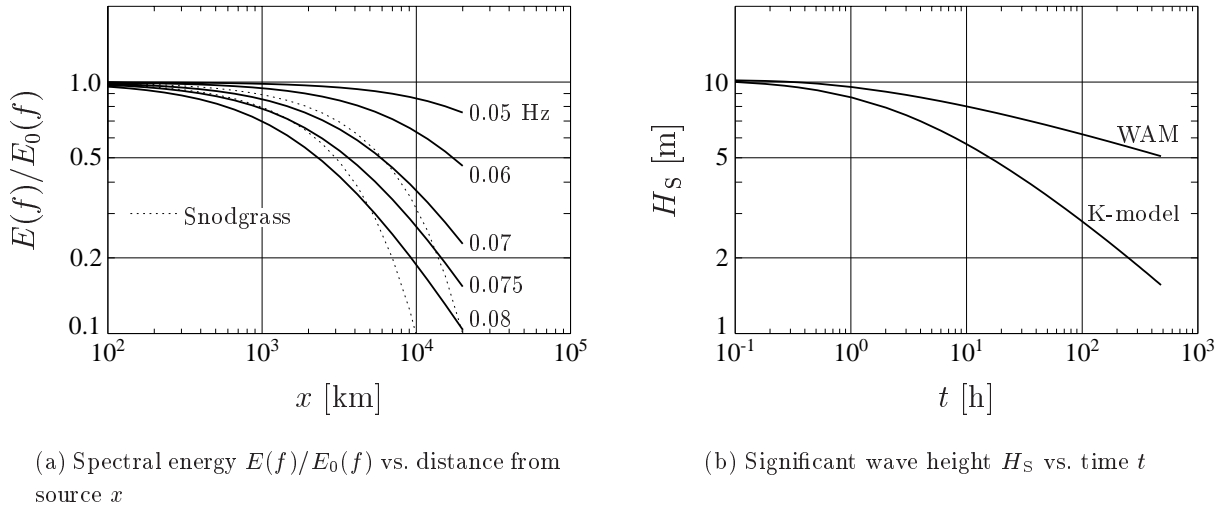 1.0
0.5
0.2
0.1
E(f)/E₀(f)
Snodgrass
0.05 Hz
0.06
0.07
0.075
0.08
10² 10³ 10⁴ 10⁵
x [km]
(a) Spectral energy E(f)/E₀(f) vs. distance from
source x
10
5
2
1
H_S [m]
WAM
K-model
10⁻¹ 10⁰ 10¹ 10² 10³
t [h]
(b) Significant wave height H_S vs. time t